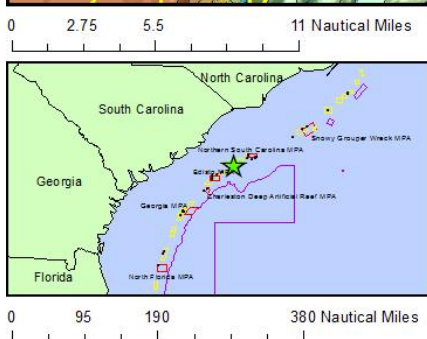 0 2.75 5.5 11 Nautical Miles
North Carolina
South Carolina
Snowy Grouper Wreck MPA
Northern South Carolina MPA
Georgia
Charleston Deep Artificial Reef MPA
Georgia MPA
Florida
North Florida MPA
0 95 190 380 Nautical Miles